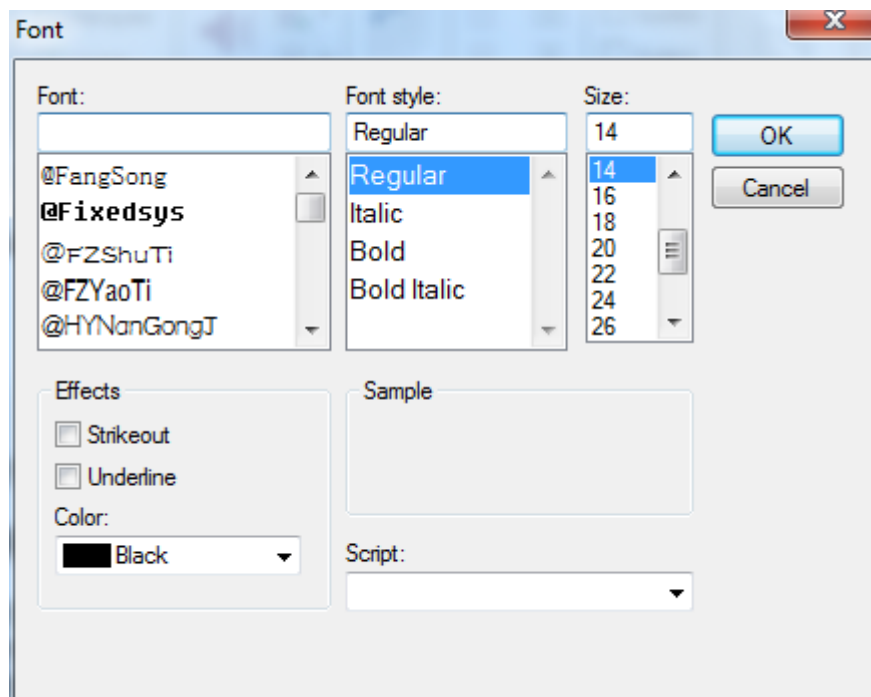 Font
Font:
Font style:
Size:
Regular
14
OK
Cancel
@FangSong
@Fixedsys
@FZShuTi
@FZYaoTi
@HYNanGongJ
Regular
Italic
Bold
Bold Italic
14
16
18
20
22
24
26
Effects
Strikeout
Underline
Color:
Black
Sample
Script: